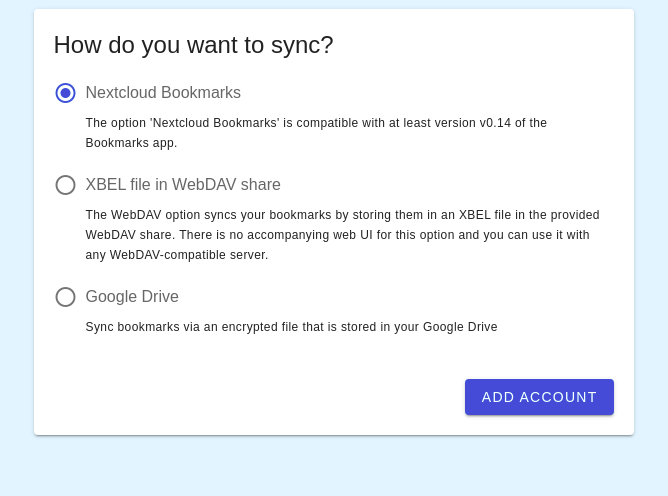 How do you want to sync?
Nextcloud Bookmarks
The option 'Nextcloud Bookmarks' is compatible with at least version v0.14 of the
Bookmarks app.
XBEL file in WebDAV share
The WebDAV option syncs your bookmarks by storing them in an XBEL file in the provided
WebDAV share. There is no accompanying web UI for this option and you can use it with
any WebDAV-compatible server.
Google Drive
Sync bookmarks via an encrypted file that is stored in your Google Drive
ADD ACCOUNT